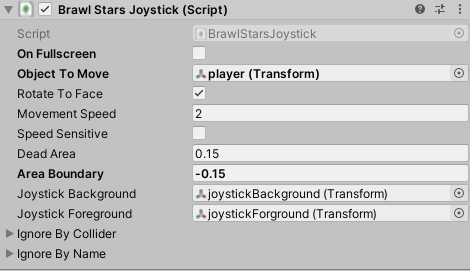 Brawl Stars Joystick (Script)
Script BrawlStarsJoystick
On Fullscreen
Object To Move player (Transform)
Rotate To Face
Movement Speed 2
Speed Sensitive
Dead Area 0.15
Area Boundary -0.15
Joystick Background joystickBackground (Transform)
Joystick Foreground joystickForground (Transform)
Ignore By Collider
Ignore By Name